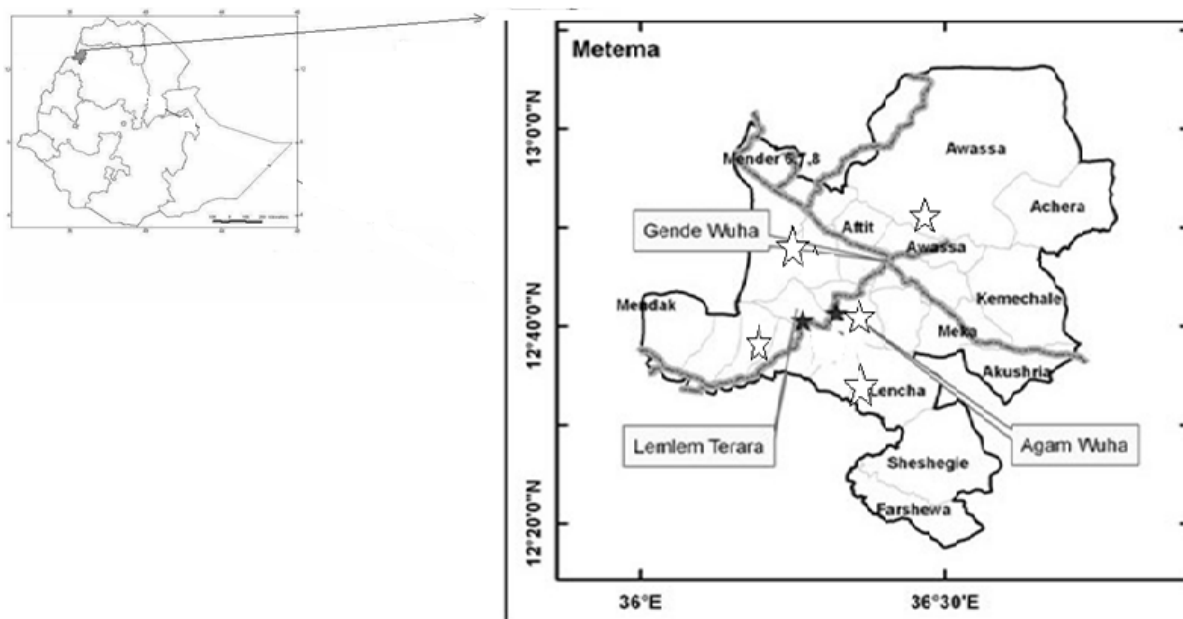 Metema
13°0'0"N
12°40'0"N
12°20'0"N
Mender 6,7,8
Awassa
Achera
Gende Wuha
Aftit
Awassa
Mendak
Kemechale
Meka
Akushria
Lencha
Lemlem Terara
Agam Wuha
Sheshegie
Farshewa
36°E
36°30'E